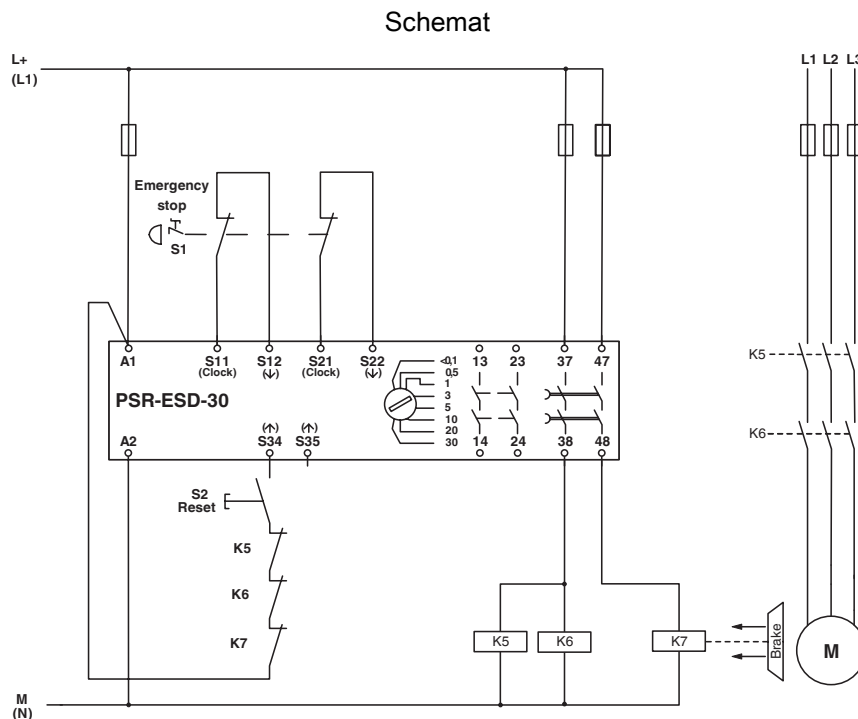 Schemat
L+
(L1)
L1 L2 L3
Emergency
stop
S1
A1 S11 S12 S21 S22 <0,1 13 23 37 47
(Clock) (↓) (Clock) (↓)
0,5
1
3
5
10
20
30
PSR-ESD-30
(↑) (↑)
A2 S34 S35 14 24 38 48
K5
K6
S2
Reset
K5
K6
K7
K5 K6 K7
Brake
M
M
(N)